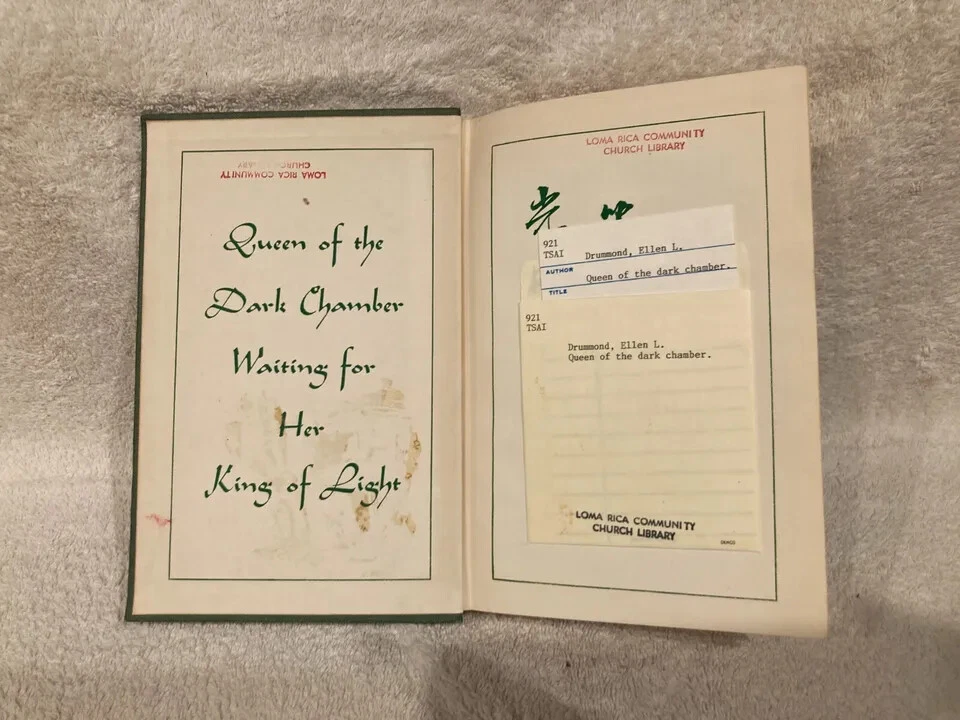 LOMA RICA COMMUNITY
CHURCH LIBRARY
Queen of the
Dark Chamber
Waiting for
Her
King of Light
LOMA RICA COMMUNITY
CHURCH LIBRARY
921
TSAI Drummond, Ellen L.
AUTHOR
Queen of the dark chamber.
TITLE
921
TSAI
Drummond, Ellen L.
Queen of the dark chamber.
LOMA RICA COMMUNITY
CHURCH LIBRARY
DEMCO